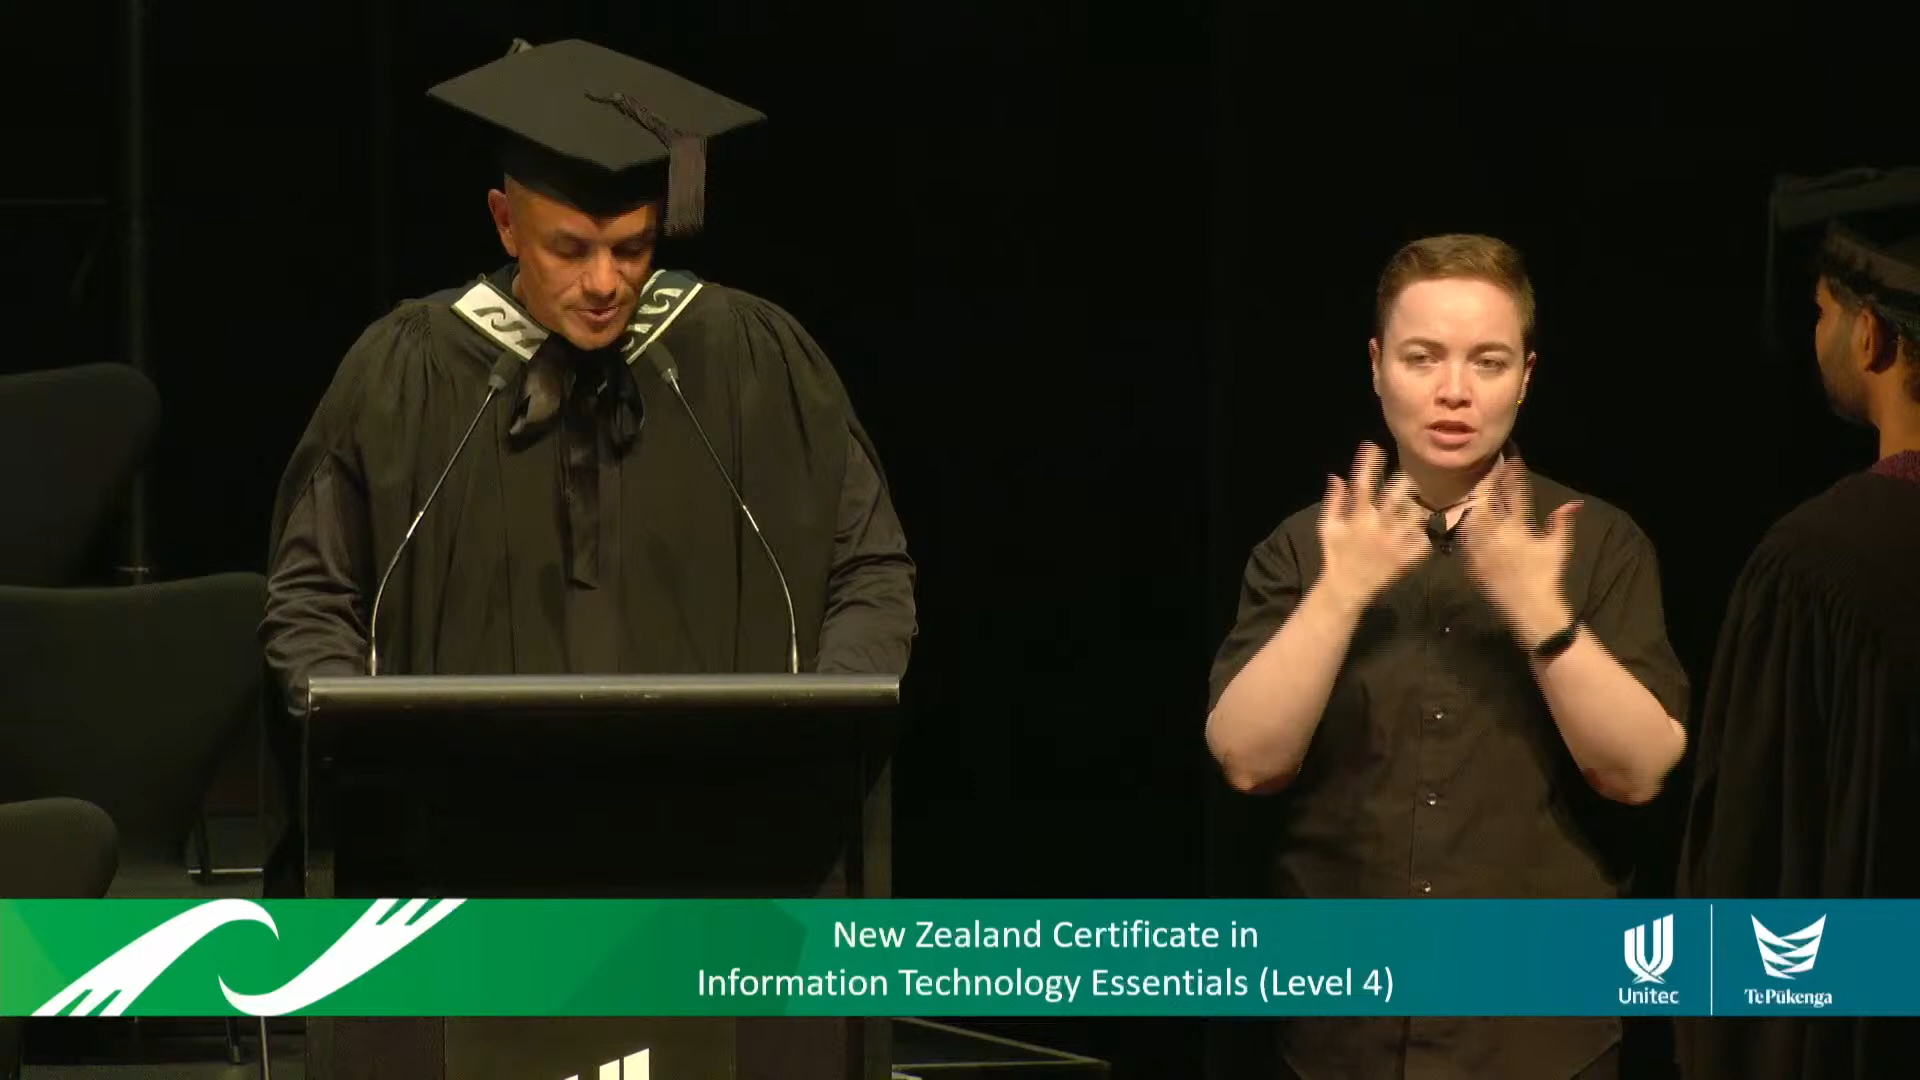 New Zealand Certificate in
Information Technology Essentials (Level 4)
Unitec
Te Pūkenga